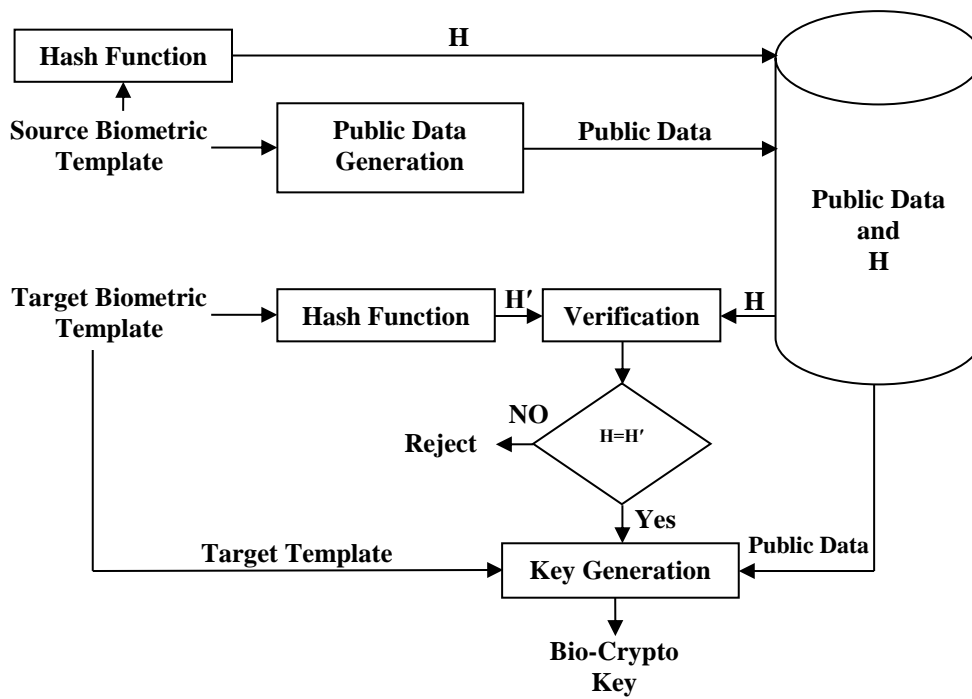 H
Hash Function
Source Biometric
Template
Public Data
Generation
Public Data
Public Data
and
H
Target Biometric
Template
Hash Function
H′
Verification
H
NO
Reject
H=H′
Yes
Target Template
Key Generation
Public Data
Bio-Crypto
Key